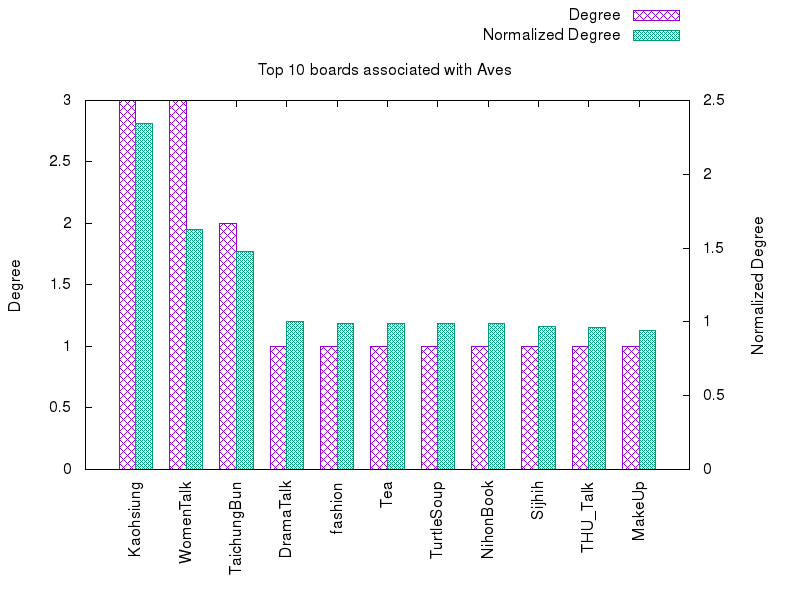 Degree
Normalized Degree
Top 10 boards associated with Aves
3
2.5
2
1.5
1
0.5
0
2.5
2
1.5
1
0.5
0
Degree
Normalized Degree
Kaohsiung
WomenTalk
TaichungBun
DramaTalk
fashion
Tea
TurtleSoup
NihonBook
Sijhih
THU_Talk
MakeUp